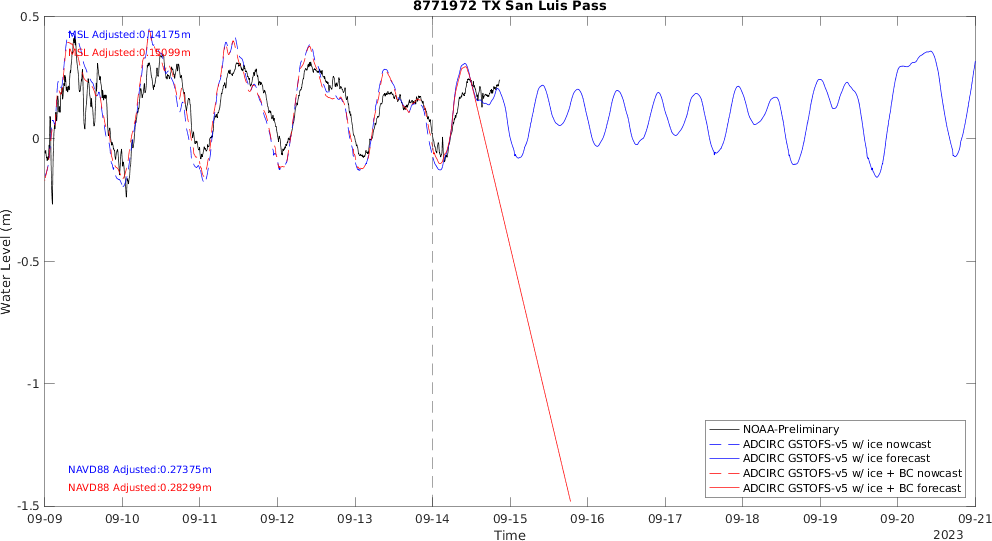 8771972 TX San Luis Pass
MSL Adjusted:0.14175m
MSL Adjusted:0.15099m
Water Level (m)
0.5
0
-0.5
-1
-1.5
NAVD88 Adjusted:0.27375m
NAVD88 Adjusted:0.28299m
NOAA-Preliminary
ADCIRC GSTOFS-v5 w/ ice nowcast
ADCIRC GSTOFS-v5 w/ ice forecast
ADCIRC GSTOFS-v5 w/ ice + BC nowcast
ADCIRC GSTOFS-v5 w/ ice + BC forecast
09-09 09-10 09-11 09-12 09-13 09-14 09-15 09-16 09-17 09-18 09-19 09-20 09-21
Time
2023